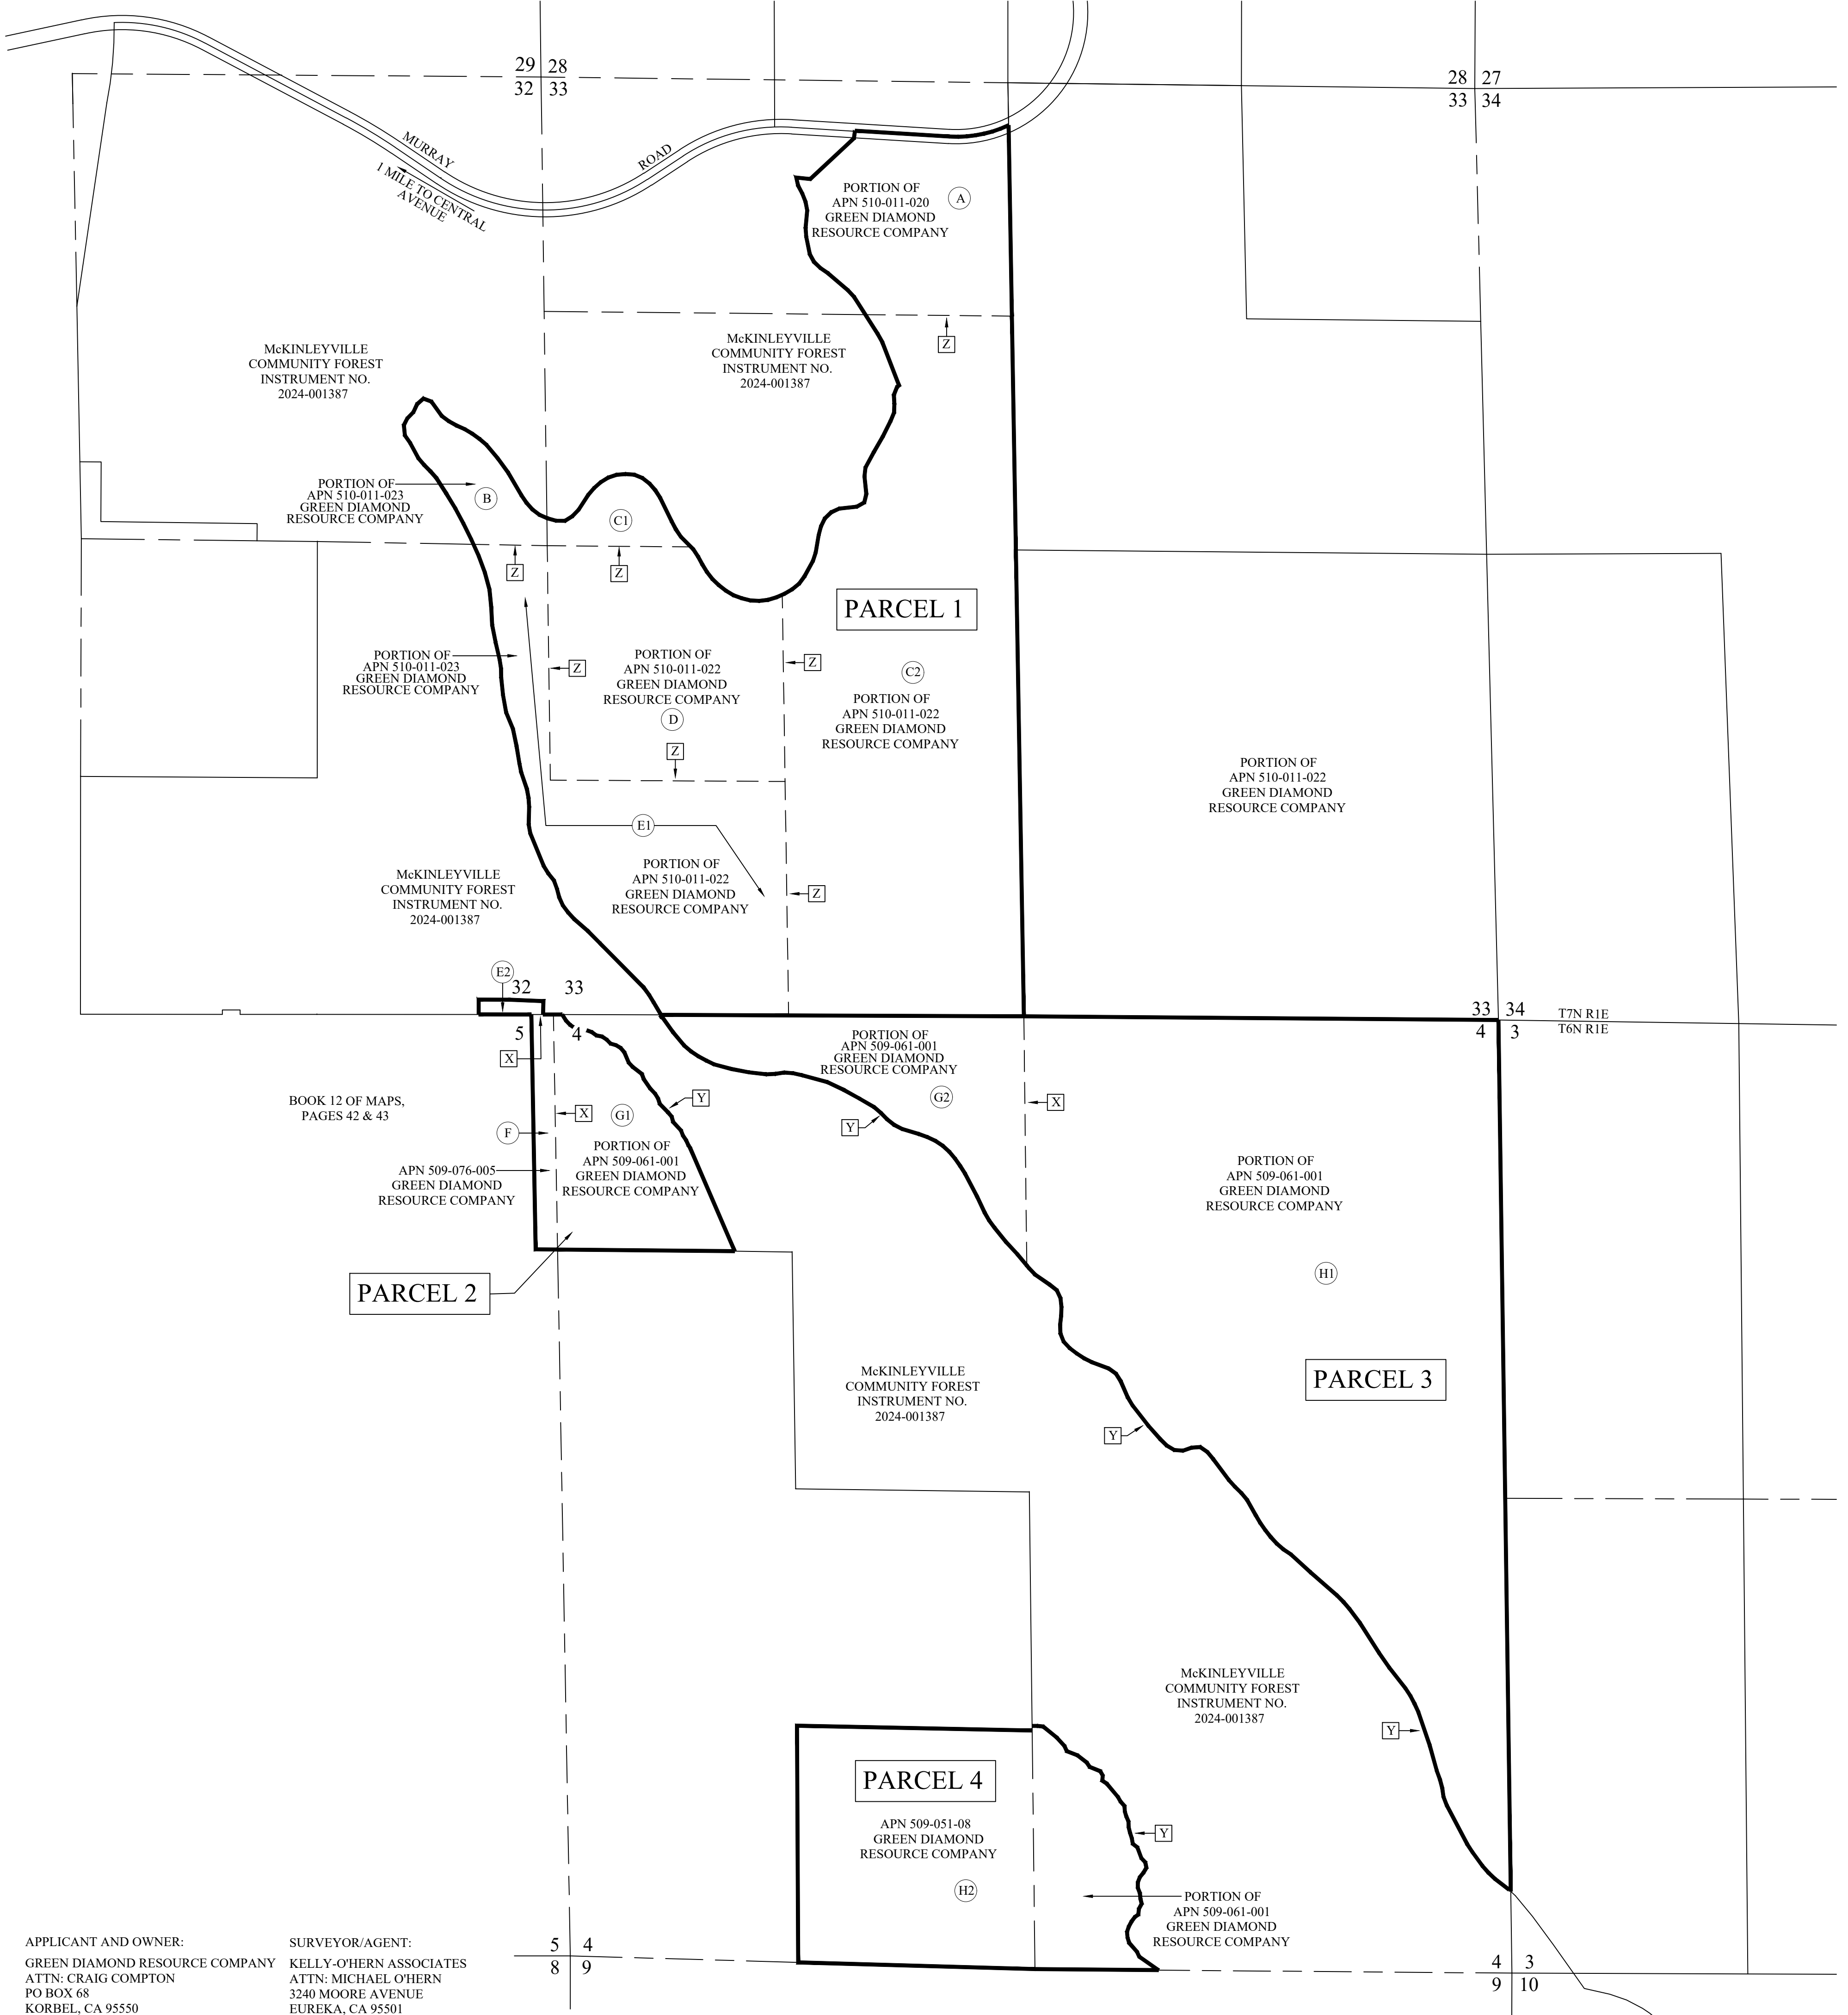 29 28
32 33
28 27
33 34
MURRAY
ROAD
1 MILE TO CENTRAL
AVENUE
PORTION OF
APN 510-011-020
GREEN DIAMOND
RESOURCE COMPANY
A
McKINLEYVILLE
COMMUNITY FOREST
INSTRUMENT NO.
2024-001387
McKINLEYVILLE
COMMUNITY FOREST
INSTRUMENT NO.
2024-001387
Z
PORTION OF
APN 510-011-023
GREEN DIAMOND
RESOURCE COMPANY
B
C1
Z
Z
PARCEL 1
PORTION OF
APN 510-011-023
GREEN DIAMOND
RESOURCE COMPANY
Z
PORTION OF
APN 510-011-022
GREEN DIAMOND
RESOURCE COMPANY
D
Z
Z
C2
PORTION OF
APN 510-011-022
GREEN DIAMOND
RESOURCE COMPANY
PORTION OF
APN 510-011-022
GREEN DIAMOND
RESOURCE COMPANY
E1
PORTION OF
APN 510-011-022
GREEN DIAMOND
RESOURCE COMPANY
Z
McKINLEYVILLE
COMMUNITY FOREST
INSTRUMENT NO.
2024-001387
E2
32 33
5 4
33 34
4 3
T7N R1E
T6N R1E
X
PORTION OF
APN 509-061-001
GREEN DIAMOND
RESOURCE COMPANY
G2
BOOK 12 OF MAPS,
PAGES 42 & 43
X
G1
Y
Y
X
F
APN 509-076-005
GREEN DIAMOND
RESOURCE COMPANY
PORTION OF
APN 509-061-001
GREEN DIAMOND
RESOURCE COMPANY
PORTION OF
APN 509-061-001
GREEN DIAMOND
RESOURCE COMPANY
H1
PARCEL 2
PARCEL 3
McKINLEYVILLE
COMMUNITY FOREST
INSTRUMENT NO.
2024-001387
Y
McKINLEYVILLE
COMMUNITY FOREST
INSTRUMENT NO.
2024-001387
Y
PARCEL 4
APN 509-051-08
GREEN DIAMOND
RESOURCE COMPANY
H2
Y
PORTION OF
APN 509-061-001
GREEN DIAMOND
RESOURCE COMPANY
5 4
8 9
4 3
9 10
APPLICANT AND OWNER:
GREEN DIAMOND RESOURCE COMPANY
ATTN: CRAIG COMPTON
PO BOX 68
KORBEL, CA 95550
SURVEYOR/AGENT:
KELLY-O'HERN ASSOCIATES
ATTN: MICHAEL O'HERN
3240 MOORE AVENUE
EUREKA, CA 95501